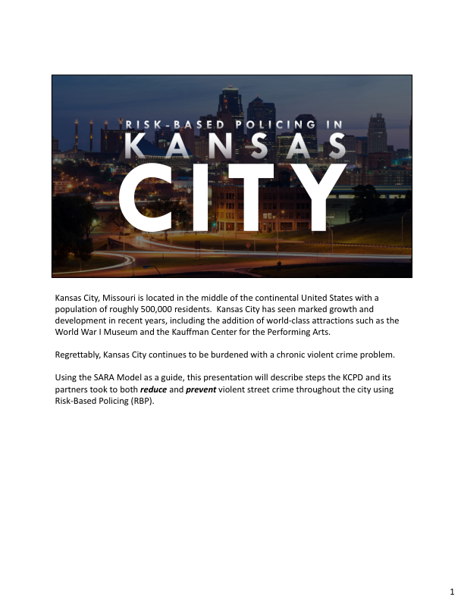 RISK-BASED POLICING IN
KANSAS
CITY
Kansas City, Missouri is located in the middle of the continental United States with a
population of roughly 500,000 residents.  Kansas City has seen marked growth and
development in recent years, including the addition of world-class attractions such as the
World War I Museum and the Kauffman Center for the Performing Arts.
Regrettably, Kansas City continues to be burdened with a chronic violent crime problem.
Using the SARA Model as a guide, this presentation will describe steps the KCPD and its
partners took to both reduce and prevent violent street crime throughout the city using
Risk-Based Policing (RBP).
1